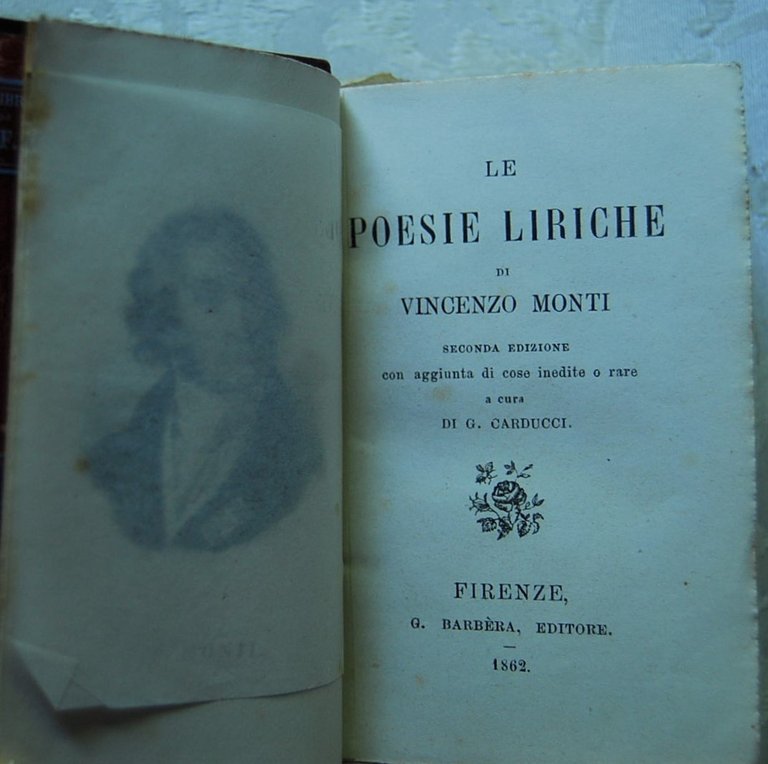 LE
POESIE LIRICHE
DI
VINCENZO MONTI
SECONDA EDIZIONE
con aggiunta di cose inedite o rare
a cura
DI G. CARDUCCI.
FIRENZE,
G. BARBÈRA, EDITORE.
—
1862.